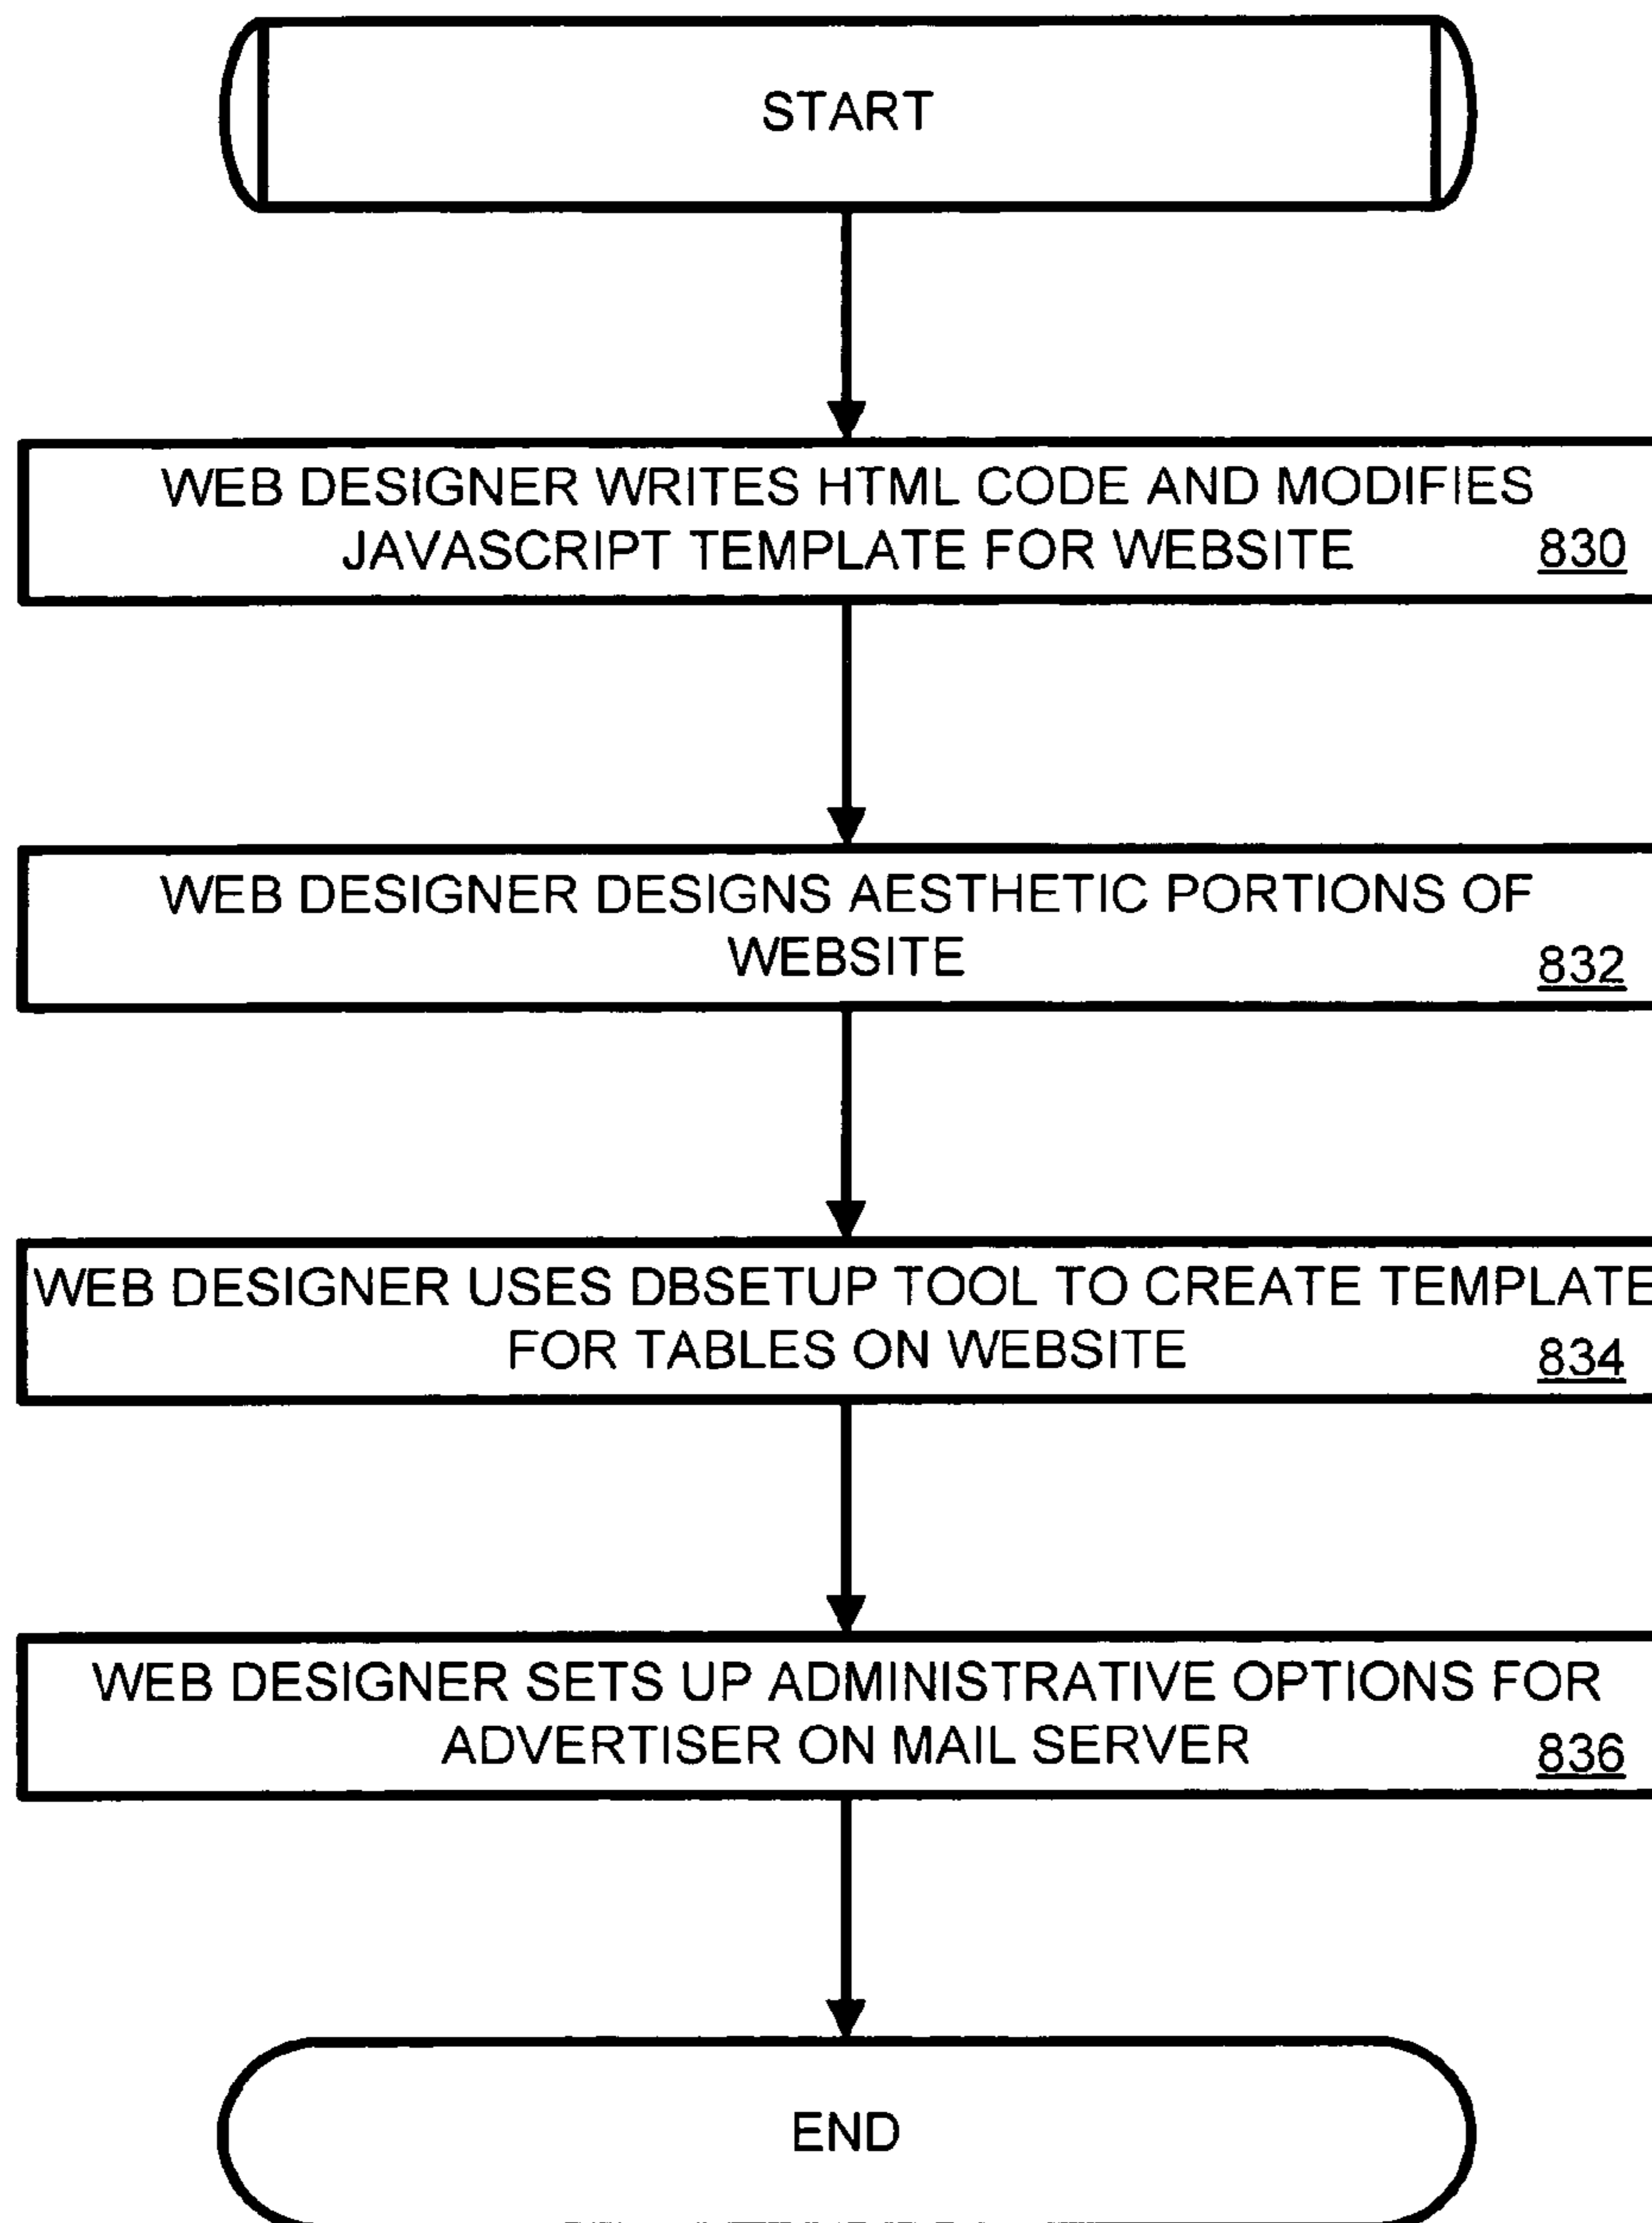 START
WEB DESIGNER WRITES HTML CODE AND MODIFIES
JAVASCRIPT TEMPLATE FOR WEBSITE
830
WEB DESIGNER DESIGNS AESTHETIC PORTIONS OF
WEBSITE
832
WEB DESIGNER USES DBSETUP TOOL TO CREATE TEMPLATE
FOR TABLES ON WEBSITE
834
WEB DESIGNER SETS UP ADMINISTRATIVE OPTIONS FOR
ADVERTISER ON MAIL SERVER
836
END